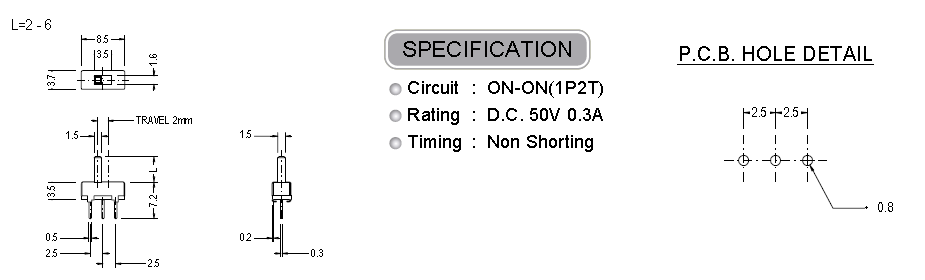 L=2 - 6
8.5
3.5
3.7
1.6
TRAVEL 2mm
1.5
3.5
L
7.2
0.5
2.5
2.5
1.5
0.2
0.3
SPECIFICATION
Circuit : ON-ON(1P2T)
Rating : D.C. 50V 0.3A
Timing : Non Shorting
P.C.B. HOLE DETAIL
2.5 2.5
0.8